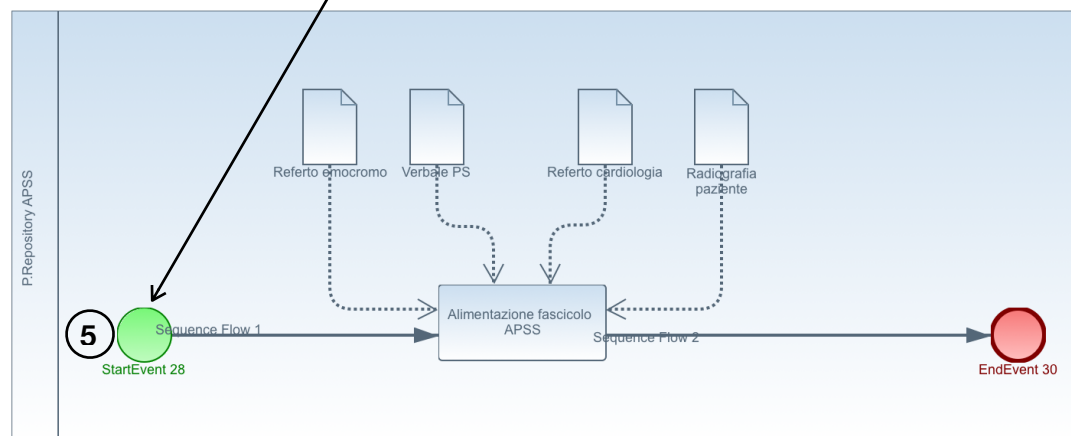 P.Repository APSS
Referto emocromo
Verbale PS
Referto cardiologia
Radiografia
paziente
5
Sequence Flow 1
StartEvent 28
Alimentazione fascicolo
APSS
Sequence Flow 2
EndEvent 30